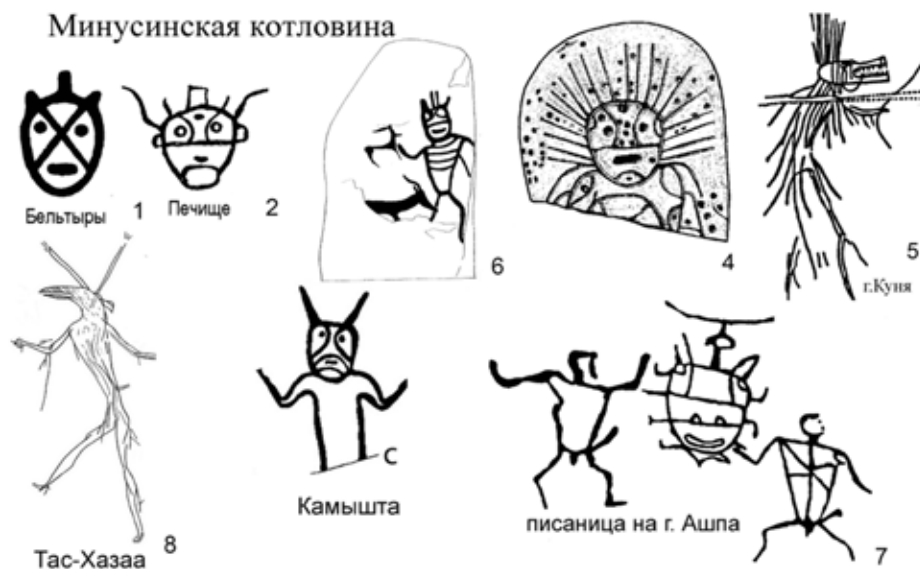 Минусинская котловина
Бельтыры 1
Печище 2
6
4
5
г.Куня
Тас-Хазаа 8
Камышта
С
писаница на г. Ашпа
7